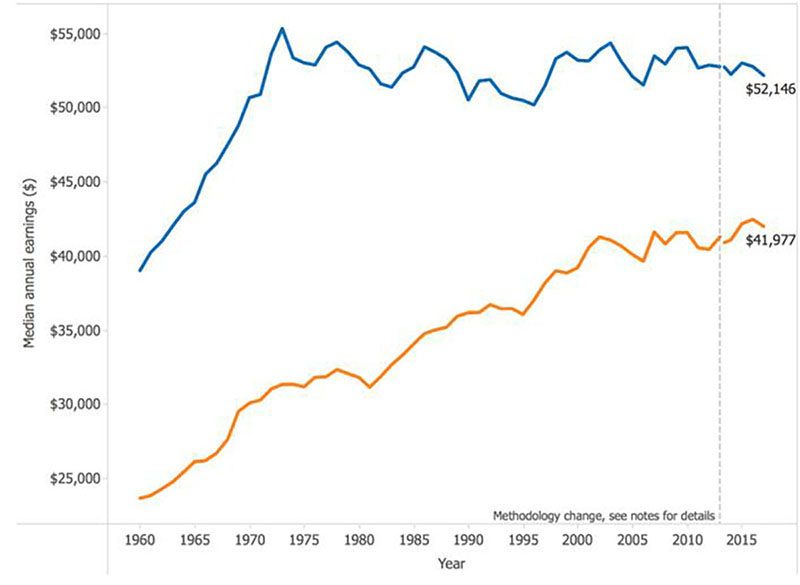 $55,000
$50,000
$45,000
$40,000
$35,000
$30,000
$25,000
Median annual earnings ($)
$52,146
$41,977
Methodology change, see notes for details
1960 1965 1970 1975 1980 1985 1990 1995 2000 2005 2010 2015
Year